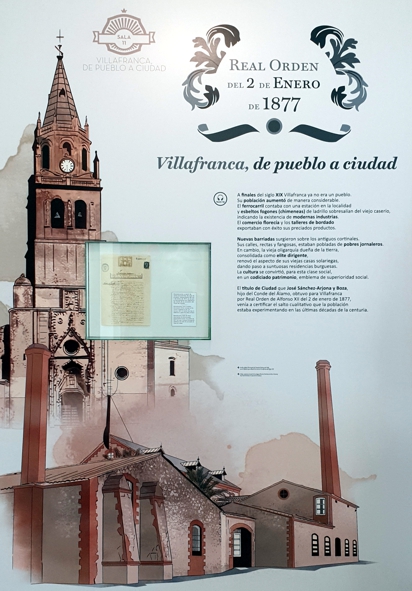 SALA
11
VILLAFRANCA,
DE PUEBLO A CIUDAD
REAL ORDEN
DEL 2 DE ENERO
DE 1877
Villafranca, de pueblo a ciudad
A finales del siglo XIX Villafranca ya no era un pueblo.
Su población aumentó de manera considerable.
El ferrocarril contaba con una estación en la localidad
y esbeltos fogones (chimeneas) de ladrillo sobresalían del viejo caserío,
indicando la existencia de modernas industrias.
El comercio florecía y los talleres de bordado
exportaban con éxito sus preciados productos.
Nuevas barriadas surgieron sobre los antiguos cortinales.
Sus calles, rectas y fangosas, estaban pobladas de pobres jornaleros.
En cambio, la vieja oligarquía dueña de la tierra,
consolidada como elite dirigente,
renovó el aspecto de sus viejas casas solariegas,
dando paso a suntuosas residencias burguesas.
La cultura se convirtió, para esta clase social,
en un codiciado patrimonio, emblema de superioridad social.
El título de Ciudad que José Sánchez-Arjona y Boza,
hijo del Conde del Álamo, obtuvo para Villafranca
por Real Orden de Alfonso XII del 2 de enero de 1877,
venía a certificar el salto cualitativo que la población
estaba experimentando en las últimas décadas de la centuria.